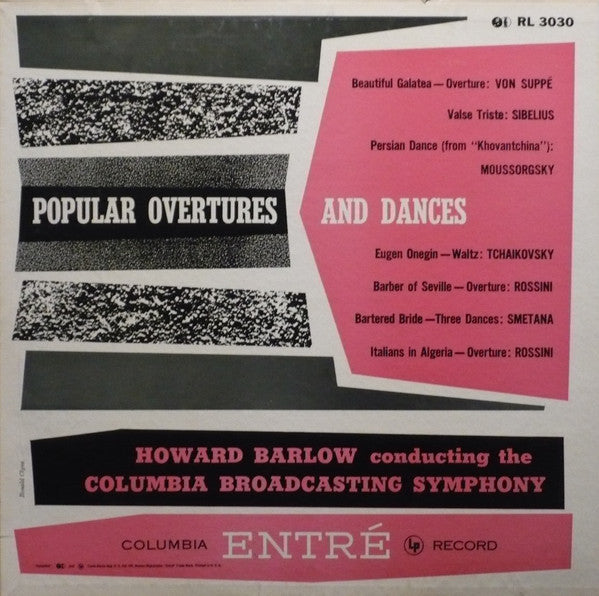 RL 3030
Beautiful Galatea — Overture: VON SUPPÉ
Valse Triste: SIBELIUS
Persian Dance (from "Khovantchina"):
MOUSSORGSKY
POPULAR OVERTURES AND DANCES
Eugen Onegin — Waltz: TCHAIKOVSKY
Barber of Seville — Overture: ROSSINI
Bartered Bride — Three Dances: SMETANA
Italians in Algeria — Overture: ROSSINI
HOWARD BARLOW conducting the
COLUMBIA BROADCASTING SYMPHONY
COLUMBIA ENTRÉ LP RECORD